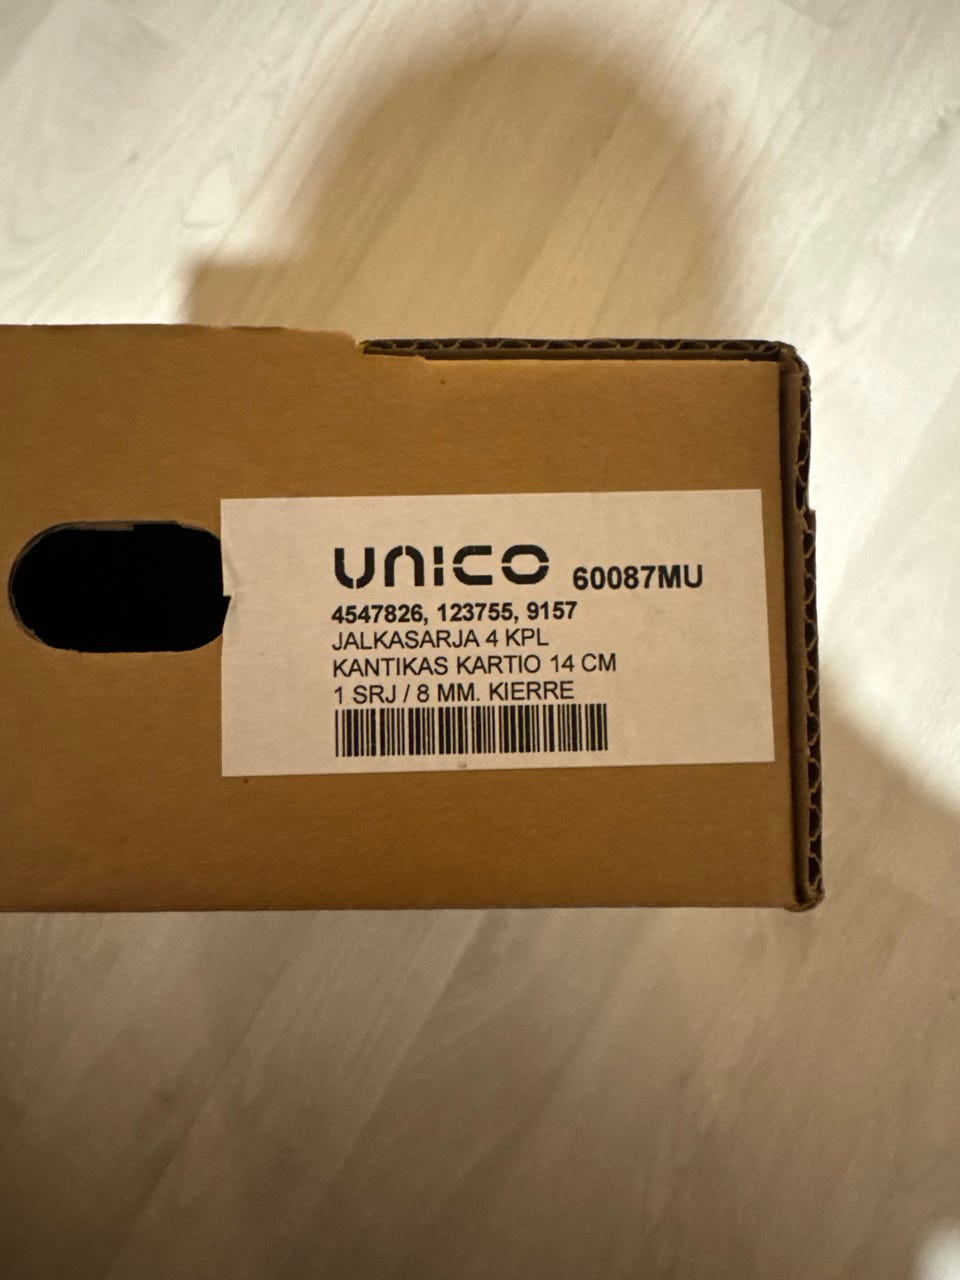 UNICO 60087MU
4547826, 123755, 9157
JALKASARJA 4 KPL
KANTIKAS KARTIO 14 CM
1 SRJ / 8 MM. KIERRE